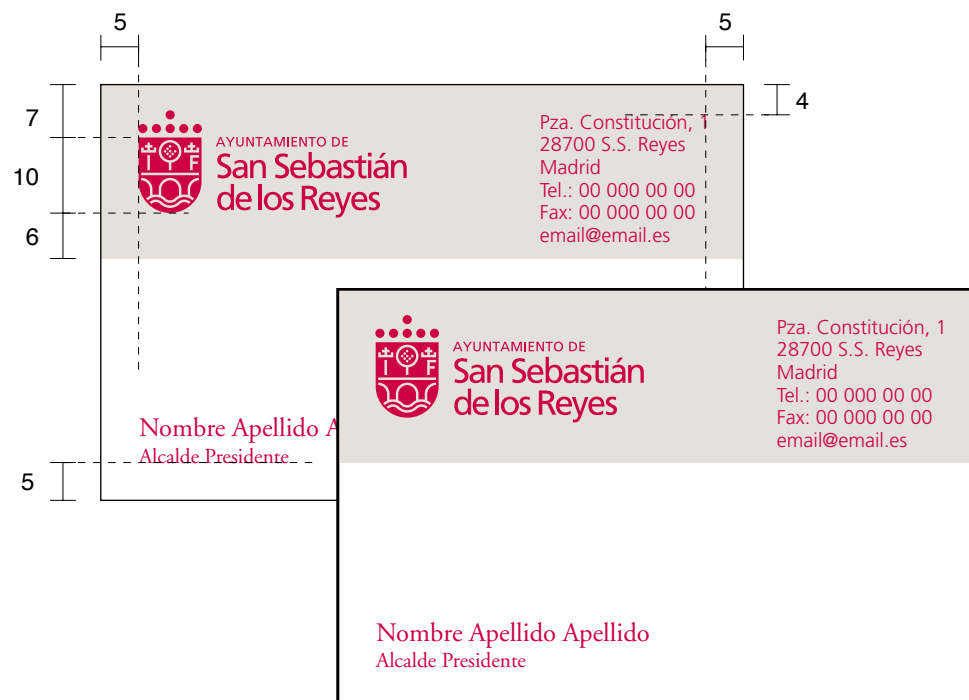 5
5
7
4
10
6
5
AYUNTAMIENTO DE
San Sebastián
de los Reyes
Pza. Constitución, 1
28700 S.S. Reyes
Madrid
Tel.: 00 000 00 00
Fax: 00 000 00 00
email@email.es
Nombre Apellido A
Alcalde Presidente
I F
AYUNTAMIENTO DE
San Sebastián
de los Reyes
Pza. Constitución, 1
28700 S.S. Reyes
Madrid
Tel.: 00 000 00 00
Fax: 00 000 00 00
email@email.es
Nombre Apellido Apellido
Alcalde Presidente
I F